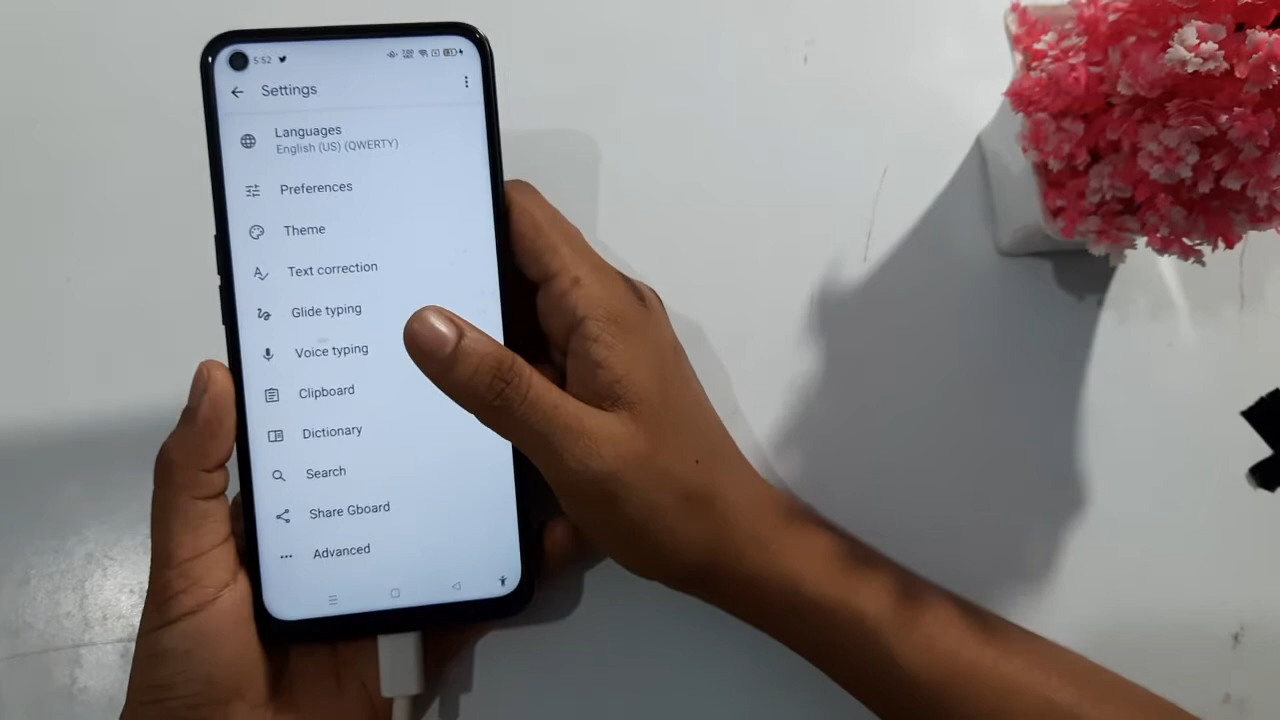 5:52
Settings
Languages
English (US) (QWERTY)
Preferences
Theme
Text correction
Glide typing
Voice typing
Clipboard
Dictionary
Search
Share Gboard
Advanced